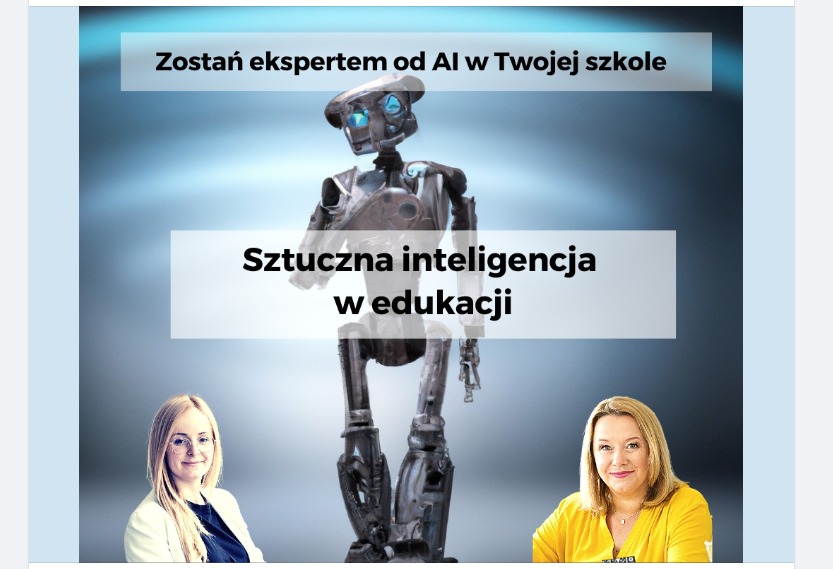 Zostań ekspertem od AI w Twojej szkole
Sztuczna inteligencja
w edukacji